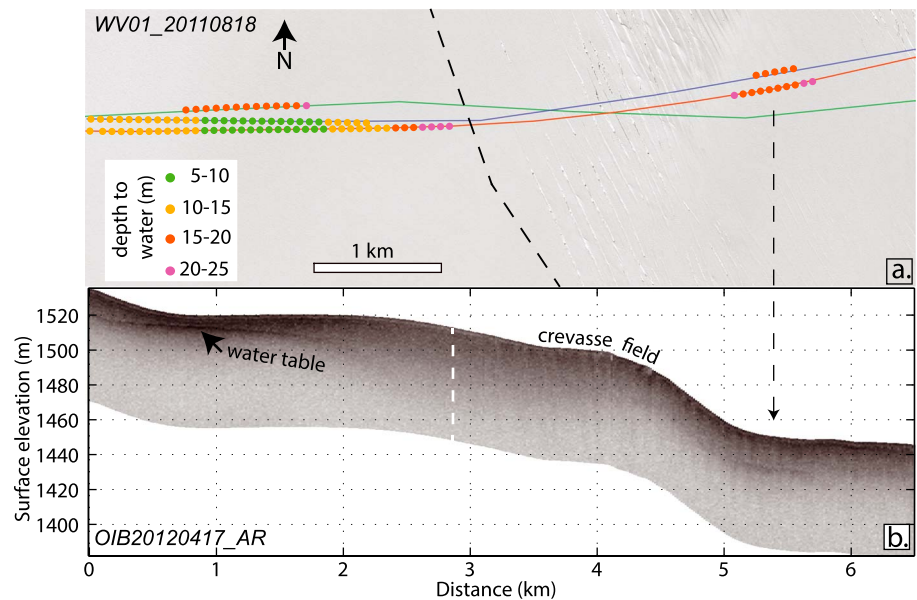 WV01_20110818
N
depth to
water (m)
5-10
10-15
15-20
20-25
1 km
a.
1520
1500
1480
1460
1440
1420
1400
Surface elevation (m)
water table
crevasse field
OIB20120417_AR
b.
0 1 2 3 4 5 6
Distance (km)